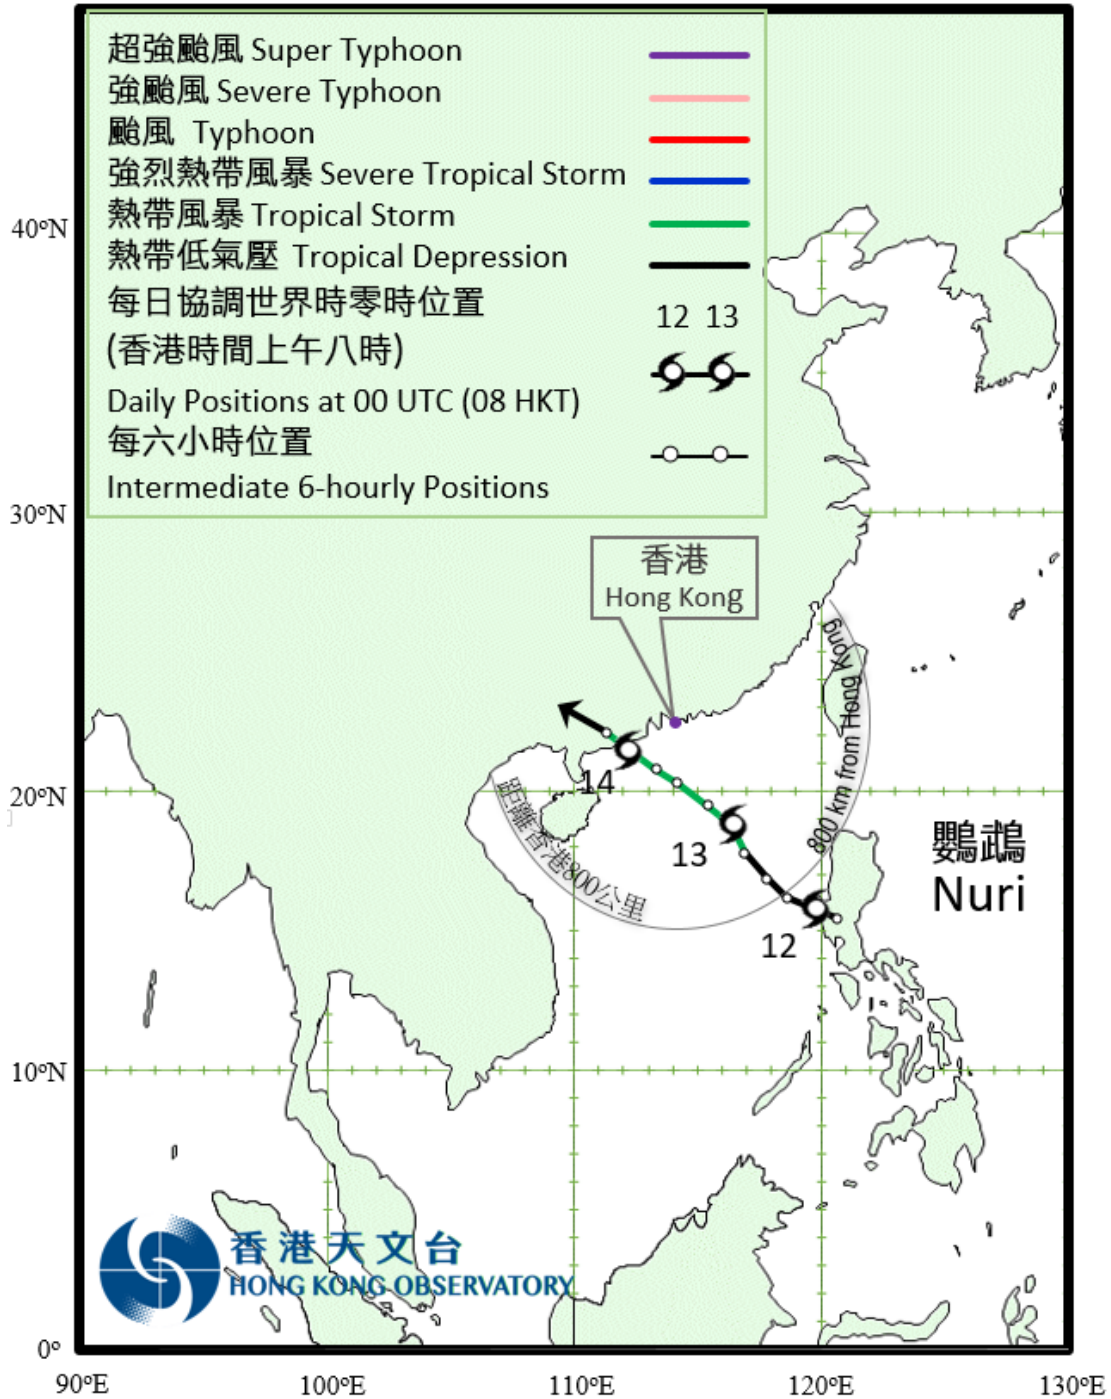 超強颱風 Super Typhoon
強颱風 Severe Typhoon
颱風 Typhoon
強烈熱帶風暴 Severe Tropical Storm
熱帶風暴 Tropical Storm
熱帶低氣壓 Tropical Depression
每日協調世界時零時位置
12 13
(香港時間上午八時)
Daily Positions at 00 UTC (08 HKT)
每六小時位置
Intermediate 6-hourly Positions
40°N
30°N
20°N
10°N
0°
香港
Hong Kong
800 km from Hong Kong
距離香港800公里
14
13
12
鸚鵡
Nuri
香港天文台
HONG KONG OBSERVATORY
90°E 100°E 110°E 120°E 130°E